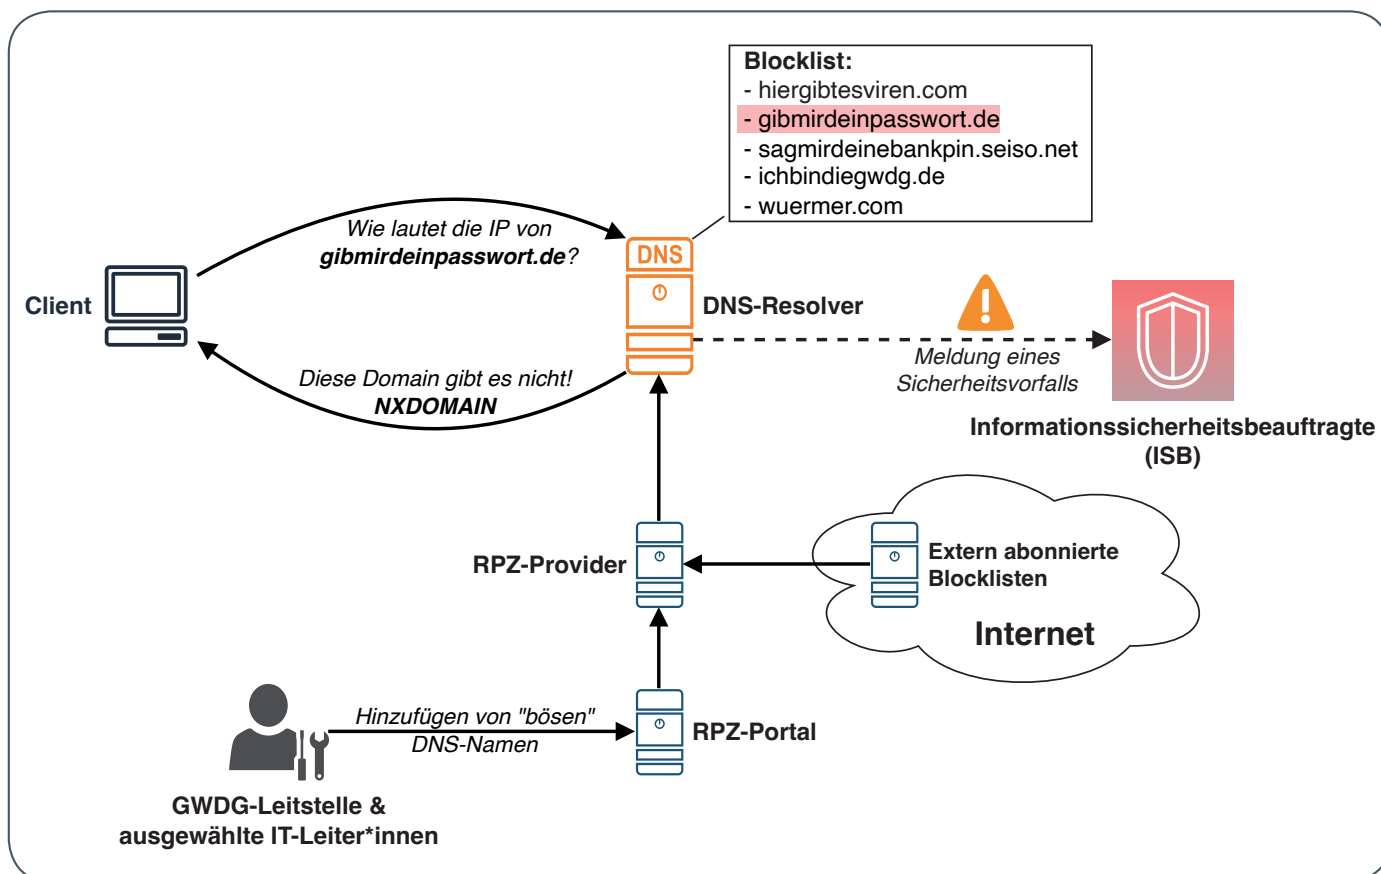 Blocklist:
- hiergibtesviren.com
- gibmirdeinpasswort.de
- sagmirdeinebankpin.seiso.net
- ichbindiegwdg.de
- wuermer.com
Wie lautet die IP von
gibmirdeinpasswort.de?
DNS
Client
DNS-Resolver
Meldung eines
Sicherheitsvorfalls
Diese Domain gibt es nicht!
NXDOMAIN
Informationssicherheitsbeauftragte
(ISB)
RPZ-Provider
Extern abonnierte
Blocklisten
Internet
Hinzufügen von "bösen"
DNS-Namen
RPZ-Portal
GWDG-Leitstelle &
ausgewählte IT-Leiter*innen